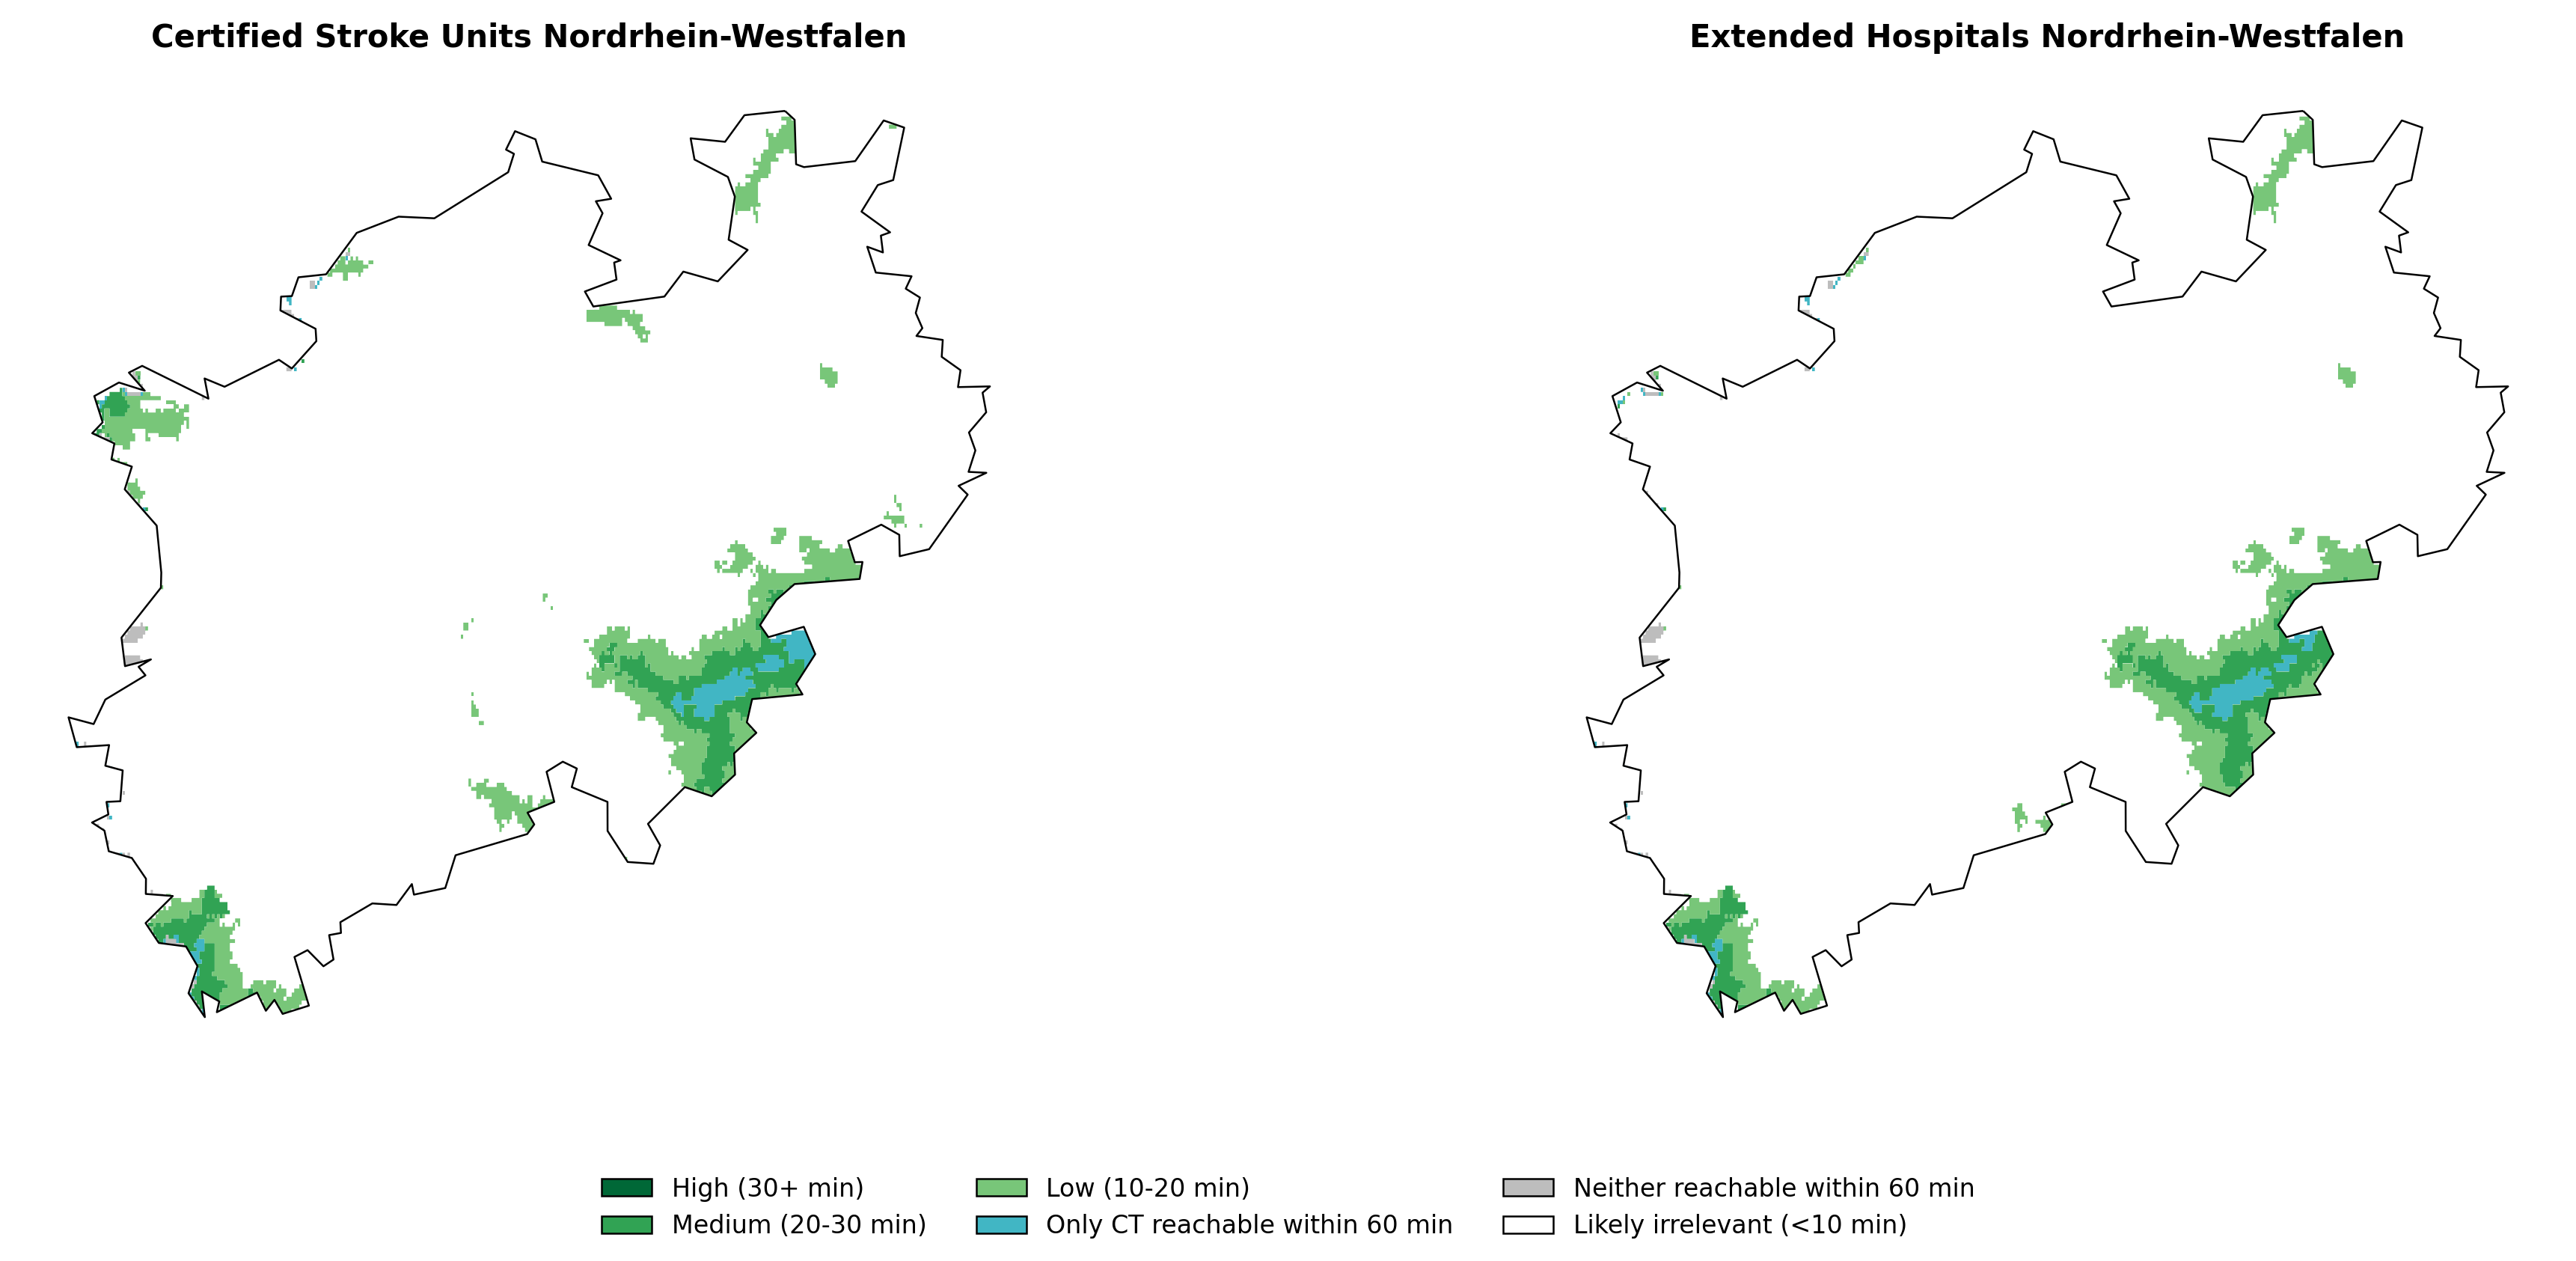 Certified Stroke Units Nordrhein-Westfalen
Extended Hospitals Nordrhein-Westfalen
High (30+ min)
Medium (20-30 min)
Low (10-20 min)
Only CT reachable within 60 min
Neither reachable within 60 min
Likely irrelevant (<10 min)